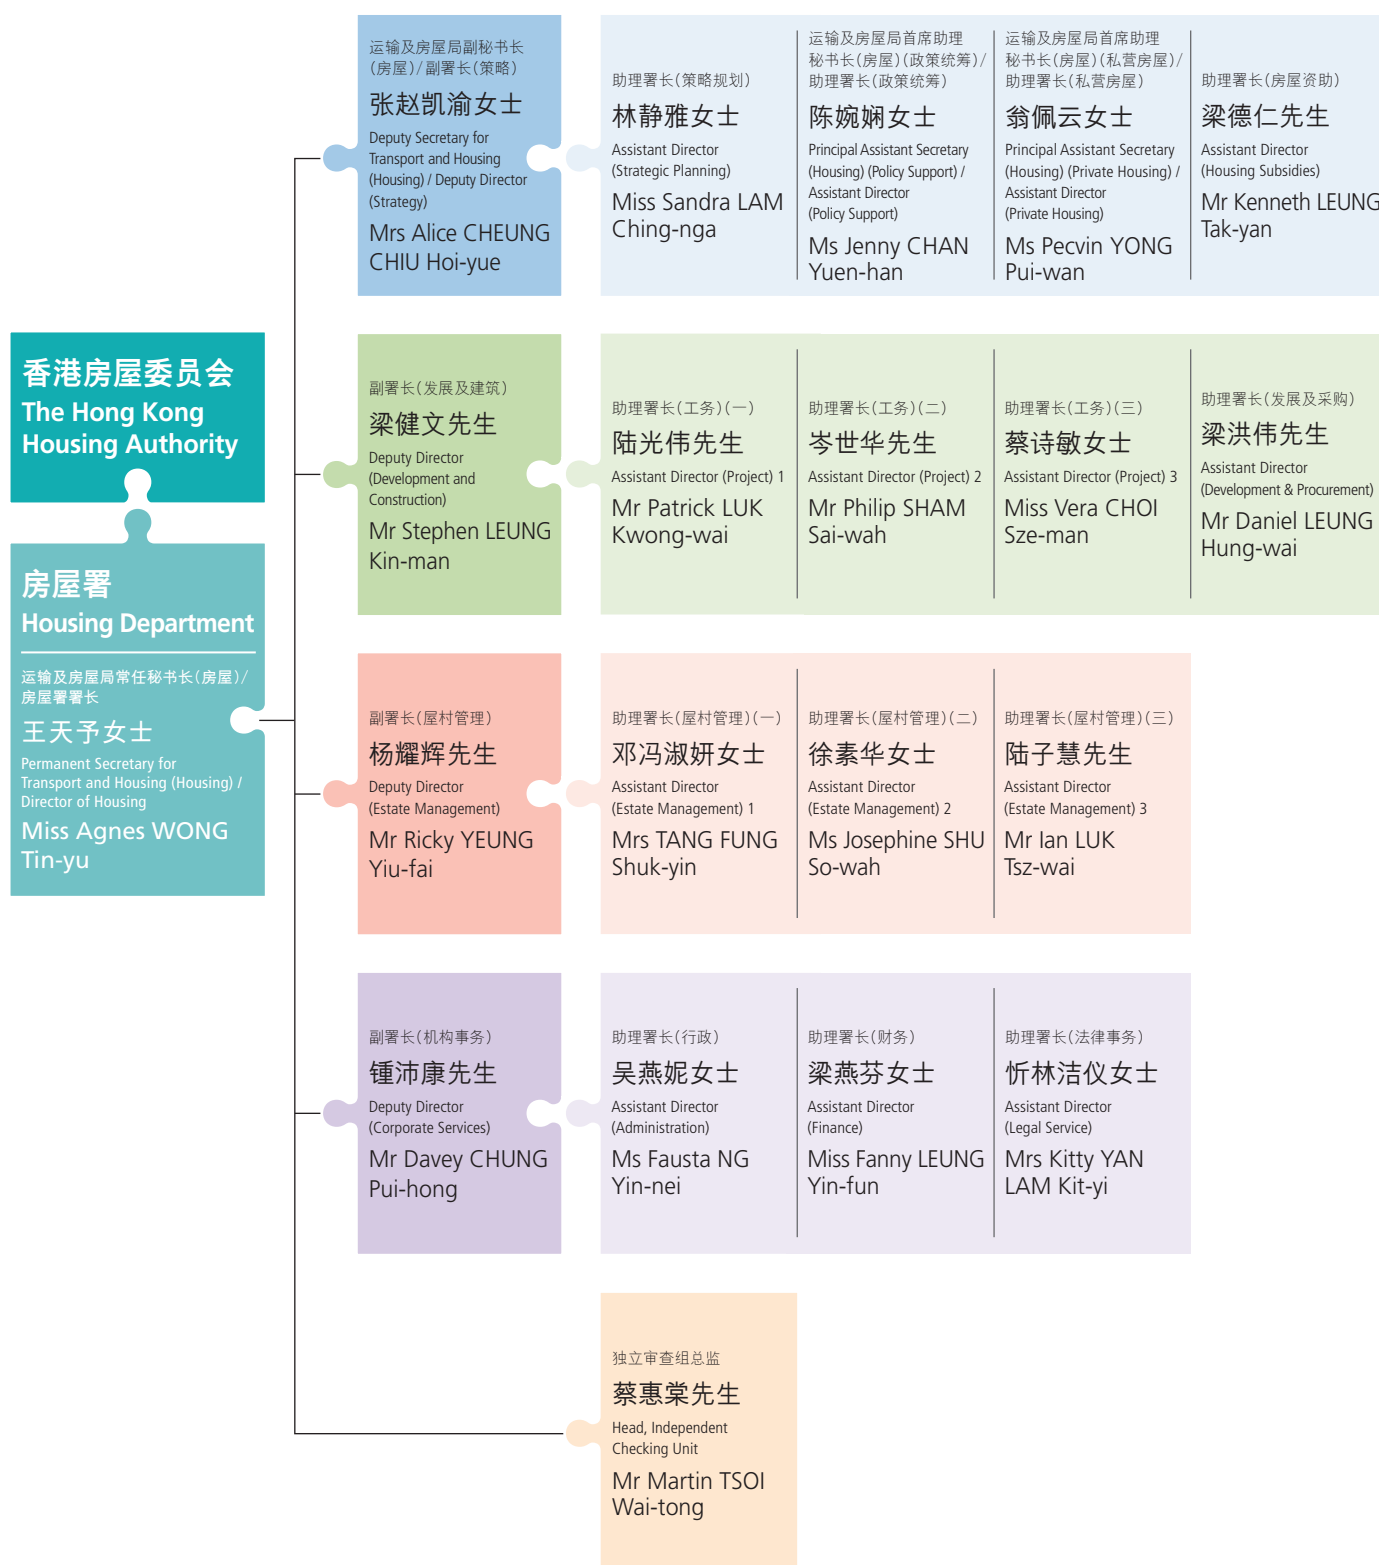 香港房屋委员会
The Hong Kong
Housing Authority
房屋署
Housing Department
运输及房屋局常任秘书长(房屋)/
房屋署署长
王天予女士
Permanent Secretary for
Transport and Housing (Housing) /
Director of Housing
Miss Agnes WONG
Tin-yu
运输及房屋局副秘书长
(房屋)/副署长(策略)
张赵凯渝女士
Deputy Secretary for
Transport and Housing
(Housing) / Deputy Director
(Strategy)
Mrs Alice CHEUNG
CHIU Hoi-yue
助理署长(策略规划)
林静雅女士
Assistant Director
(Strategic Planning)
Miss Sandra LAM
Ching-nga
运输及房屋局首席助理
秘书长(房屋)(政策统筹)/
助理署长(政策统筹)
陈婉娴女士
Principal Assistant Secretary
(Housing) (Policy Support) /
Assistant Director
(Policy Support)
Ms Jenny CHAN
Yuen-han
运输及房屋局首席助理
秘书长(房屋)(私营房屋)/
助理署长(私营房屋)
翁佩云女士
Principal Assistant Secretary
(Housing) (Private Housing) /
Assistant Director
(Private Housing)
Ms Pecvin YONG
Pui-wan
助理署长(房屋资助)
梁德仁先生
Assistant Director
(Housing Subsidies)
Mr Kenneth LEUNG
Tak-yan
副署长(发展及建筑)
梁健文先生
Deputy Director
(Development and
Construction)
Mr Stephen LEUNG
Kin-man
助理署长(工务)(一)
陆光伟先生
Assistant Director (Project) 1
Mr Patrick LUK
Kwong-wai
助理署长(工务)(二)
岑世华先生
Assistant Director (Project) 2
Mr Philip SHAM
Sai-wah
助理署长(工务)(三)
蔡诗敏女士
Assistant Director (Project) 3
Miss Vera CHOI
Sze-man
助理署长(发展及采购)
梁洪伟先生
Assistant Director
(Development & Procurement)
Mr Daniel LEUNG
Hung-wai
副署长(屋村管理)
杨耀辉先生
Deputy Director
(Estate Management)
Mr Ricky YEUNG
Yiu-fai
助理署长(屋村管理)(一)
邓冯淑妍女士
Assistant Director
(Estate Management) 1
Mrs TANG FUNG
Shuk-yin
助理署长(屋村管理)(二)
徐素华女士
Assistant Director
(Estate Management) 2
Ms Josephine SHU
So-wah
助理署长(屋村管理)(三)
陆子慧先生
Assistant Director
(Estate Management) 3
Mr Ian LUK
Tsz-wai
副署长(机构事务)
锺沛康先生
Deputy Director
(Corporate Services)
Mr Davey CHUNG
Pui-hong
助理署长(行政)
吴燕妮女士
Assistant Director
(Administration)
Ms Fausta NG
Yin-nei
助理署长(财务)
梁燕芬女士
Assistant Director
(Finance)
Miss Fanny LEUNG
Yin-fun
助理署长(法律事务)
忻林洁仪女士
Assistant Director
(Legal Service)
Mrs Kitty YAN
LAM Kit-yi
独立审查组总监
蔡惠棠先生
Head, Independent
Checking Unit
Mr Martin TSOI
Wai-tong